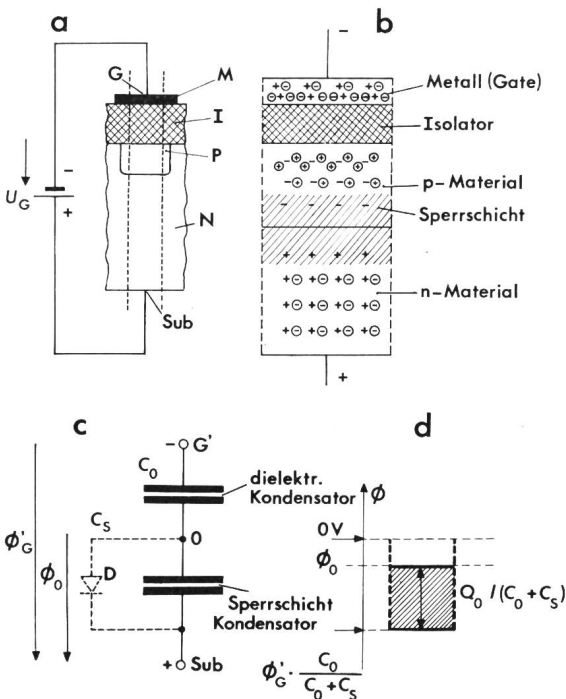 a
G
M
I
P
N
Sub
U_G
-
+
b
-
Metall (Gate)
Isolator
p-Material
Sperrschicht
n-Material
+
c
- G'
C_0
dielektr.
Kondensator
C_S
0
D
Sperrschicht
Kondensator
ϕ'_G
ϕ_0
+ Sub
d
ϕ
0V
ϕ_0
Q_0 / (C_0 + C_S)
ϕ'_G · C_0 / (C_0 + C_S)